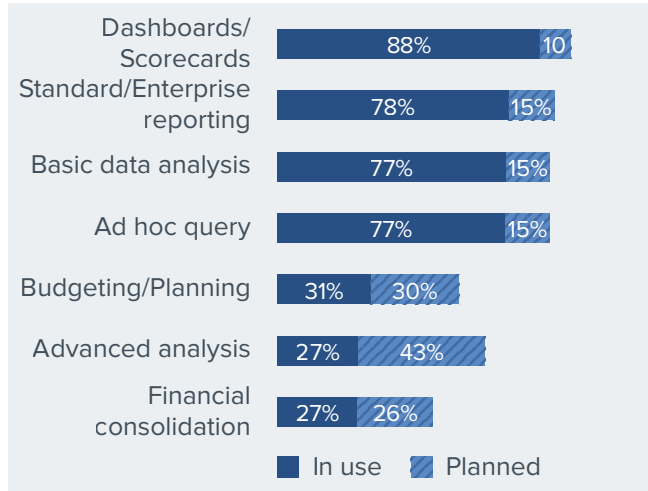 Dashboards/
Scorecards
88% 10
Standard/Enterprise
reporting
78% 15%
Basic data analysis 77% 15%
Ad hoc query 77% 15%
Budgeting/Planning 31% 30%
Advanced analysis 27% 43%
Financial
consolidation
27% 26%
In use Planned